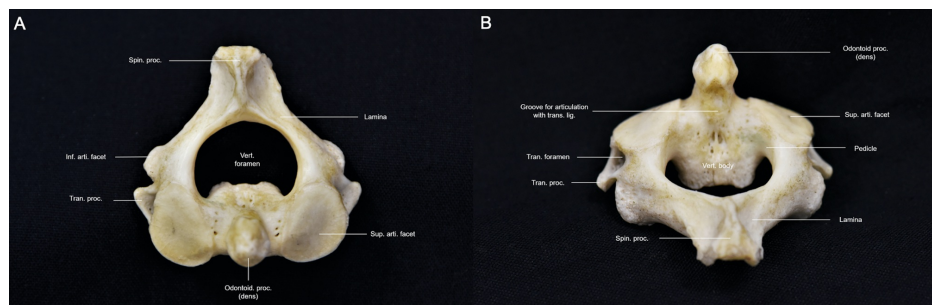 A
Spin. proc.
Lamina
Vert.
foramen
Inf. arti. facet
Tran. proc.
Sup. arti. facet
Odontoid. proc.
(dens)
B
Odontoid proc.
(dens)
Groove for articulation
with trans. lig.
Sup. arti. facet
Tran. foramen
Pedicle
Vert. body
Tran. proc.
Lamina
Spin. proc.